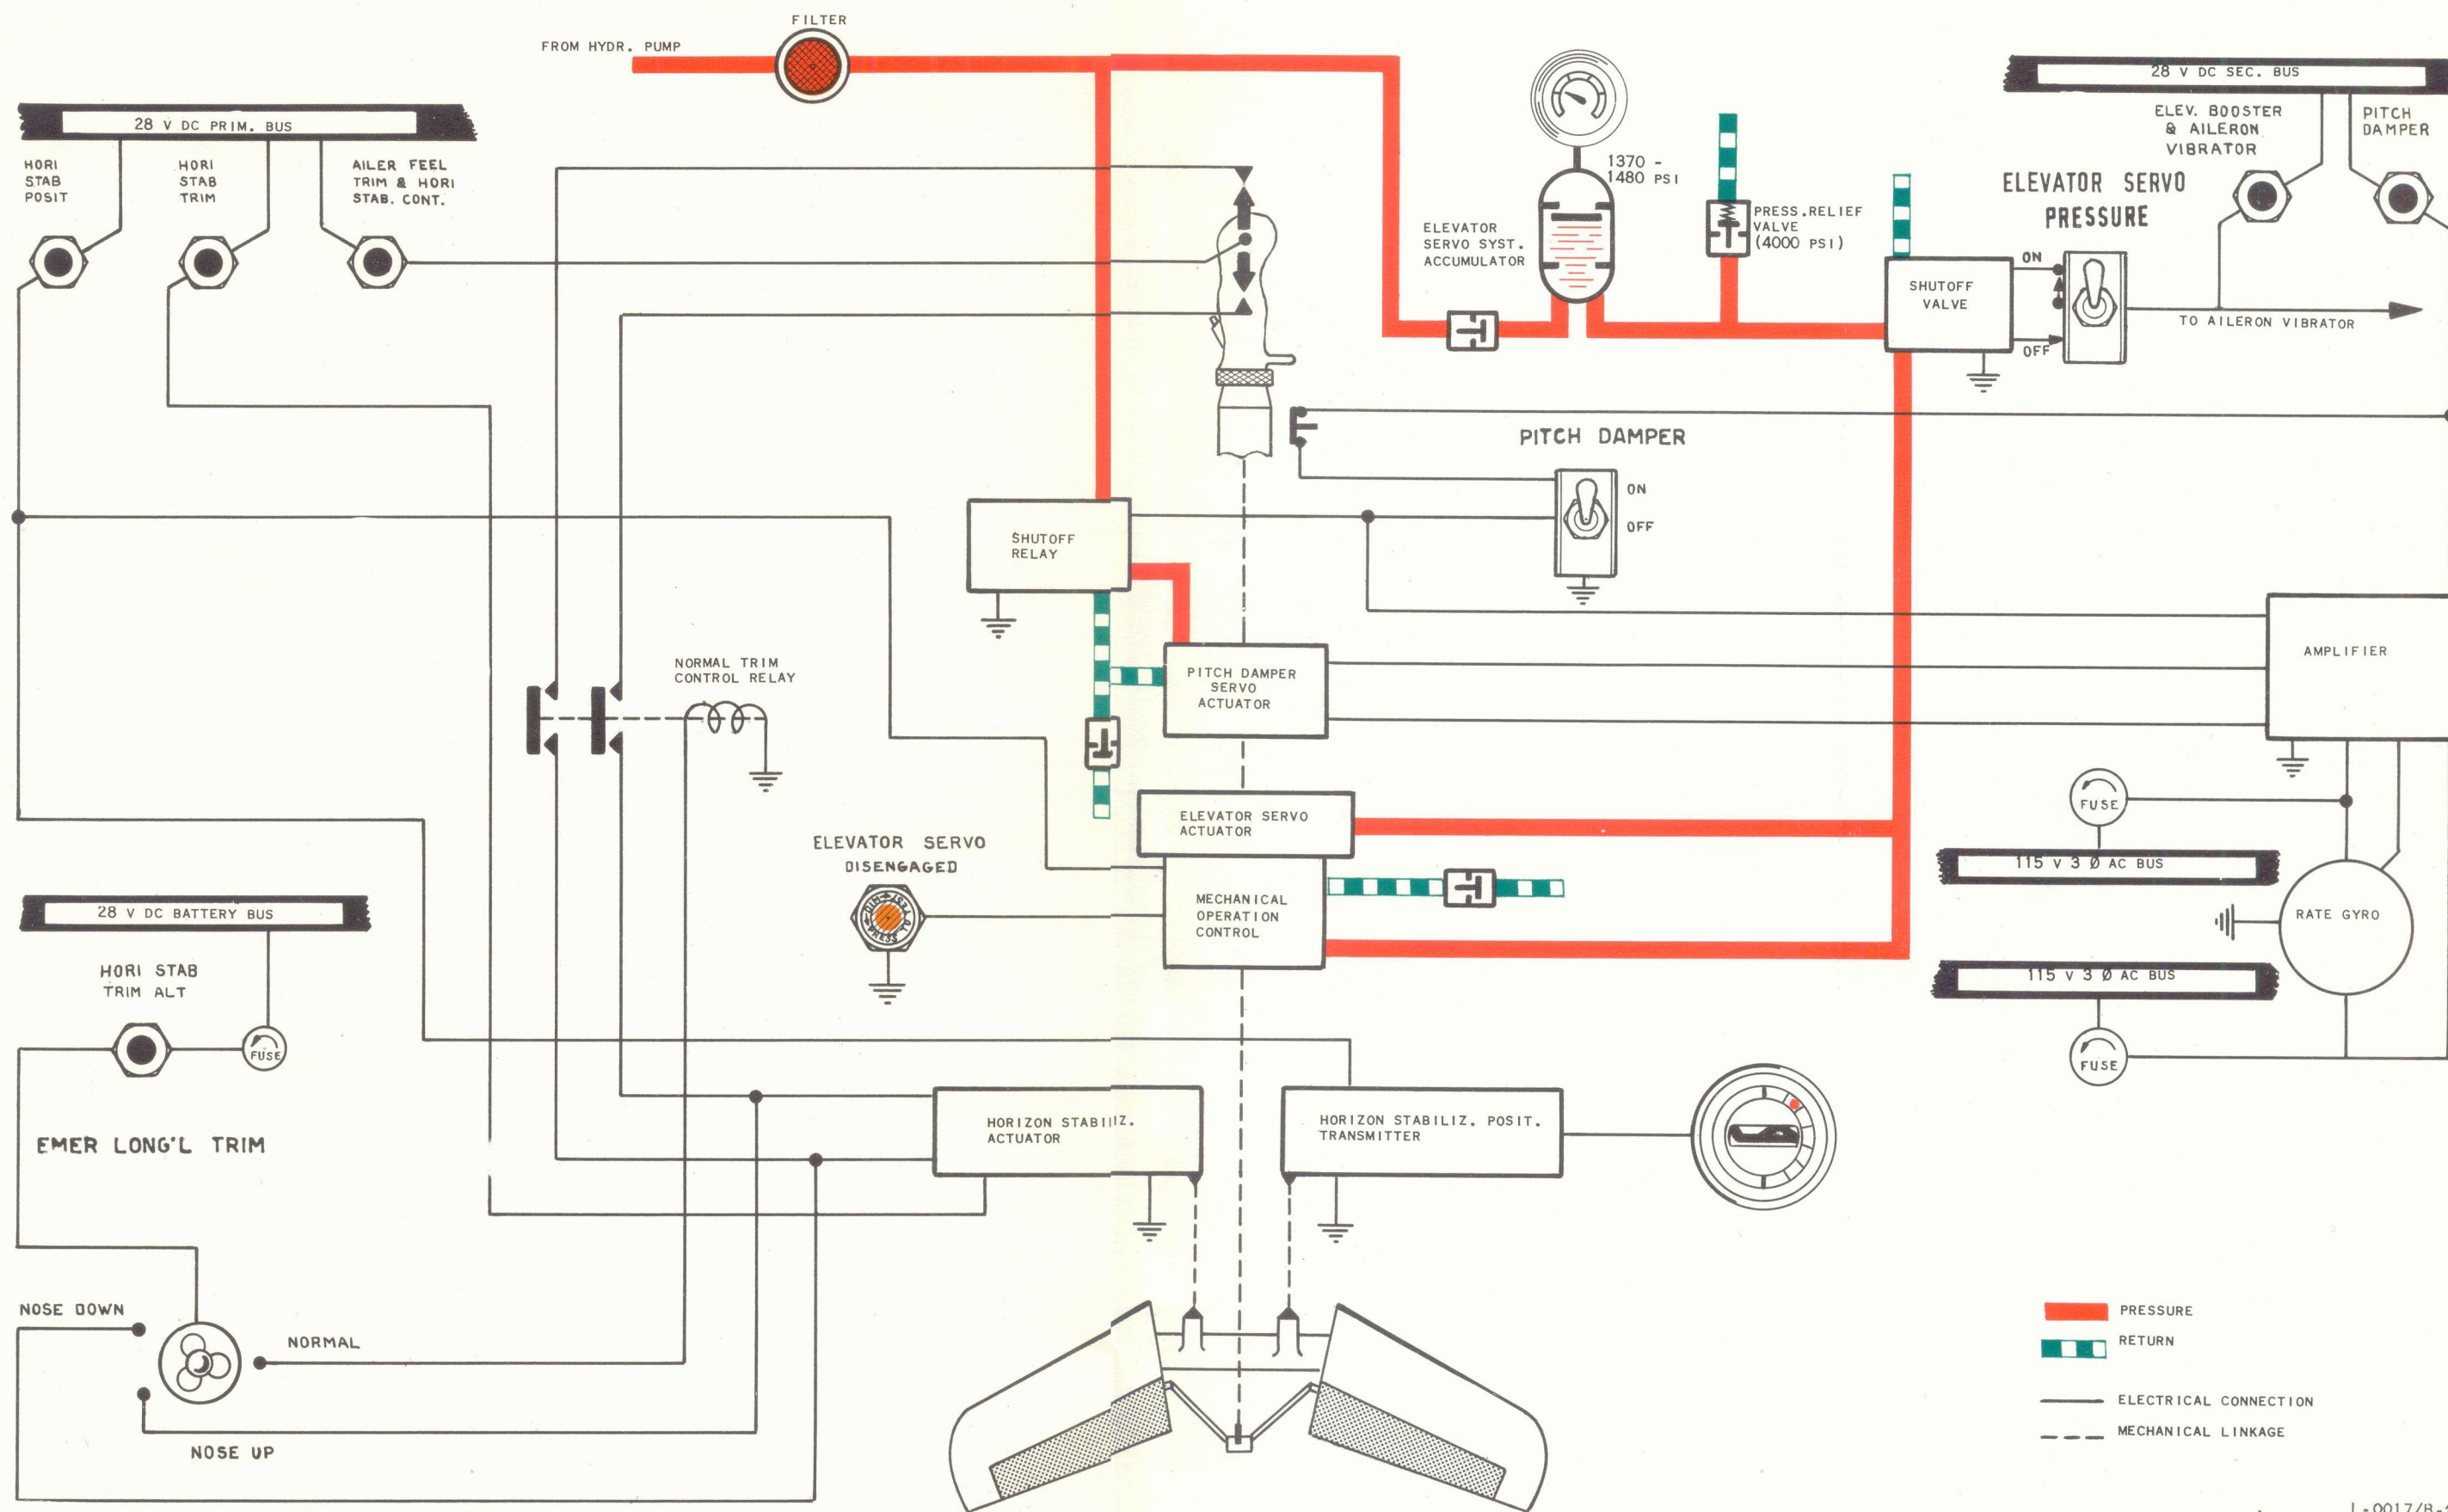 FILTER
FROM HYDR. PUMP
28 V DC PRIM. BUS
HORI
STAB
POSIT
HORI
STAB
TRIM
AILER FEEL
TRIM & HORI
STAB. CONT.
1370 -
1480 PSI
ELEVATOR
SERVO SYST.
ACCUMULATOR
PRESS.RELIEF
VALVE
(4000 PSI)
28 V DC SEC. BUS
ELEV. BOOSTER
& AILERON
VIBRATOR
PITCH
DAMPER
ELEVATOR SERVO
PRESSURE
SHUTOFF
VALVE
ON
OFF
TO AILERON VIBRATOR
PITCH DAMPER
ON
OFF
SHUTOFF
RELAY
NORMAL TRIM
CONTROL RELAY
PITCH DAMPER
SERVO
ACTUATOR
AMPLIFIER
ELEVATOR SERVO
ACTUATOR
FUSE
115 V 3 Ø AC BUS
ELEVATOR SERVO
DISENGAGED
DIM
PRESS TO TEST
MECHANICAL
OPERATION
CONTROL
RATE GYRO
28 V DC BATTERY BUS
HORI STAB
TRIM ALT
FUSE
115 V 3 Ø AC BUS
FUSE
EMER LONG'L TRIM
HORIZON STABILIZ.
ACTUATOR
HORIZON STABILIZ. POSIT.
TRANSMITTER
NOSE DOWN
NORMAL
NOSE UP
PRESSURE
RETURN
ELECTRICAL CONNECTION
MECHANICAL LINKAGE